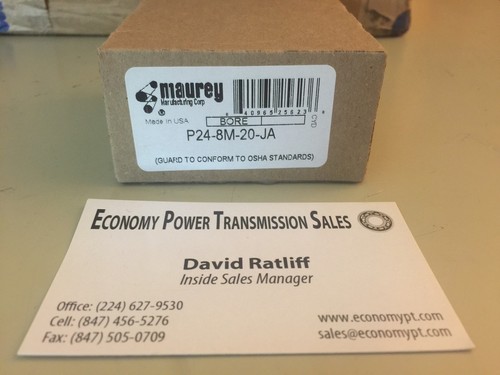 maurey
Manufacturing Corp
Made in USA
BORE
P24-8M-20-JA
(GUARD TO CONFORM TO OSHA STANDARDS)
ECONOMY POWER TRANSMISSION SALES
David Ratliff
Inside Sales Manager
Office: (224) 627-9530
Cell: (847) 456-5276
Fax: (847) 505-0709
www.economypt.com
sales@economypt.com